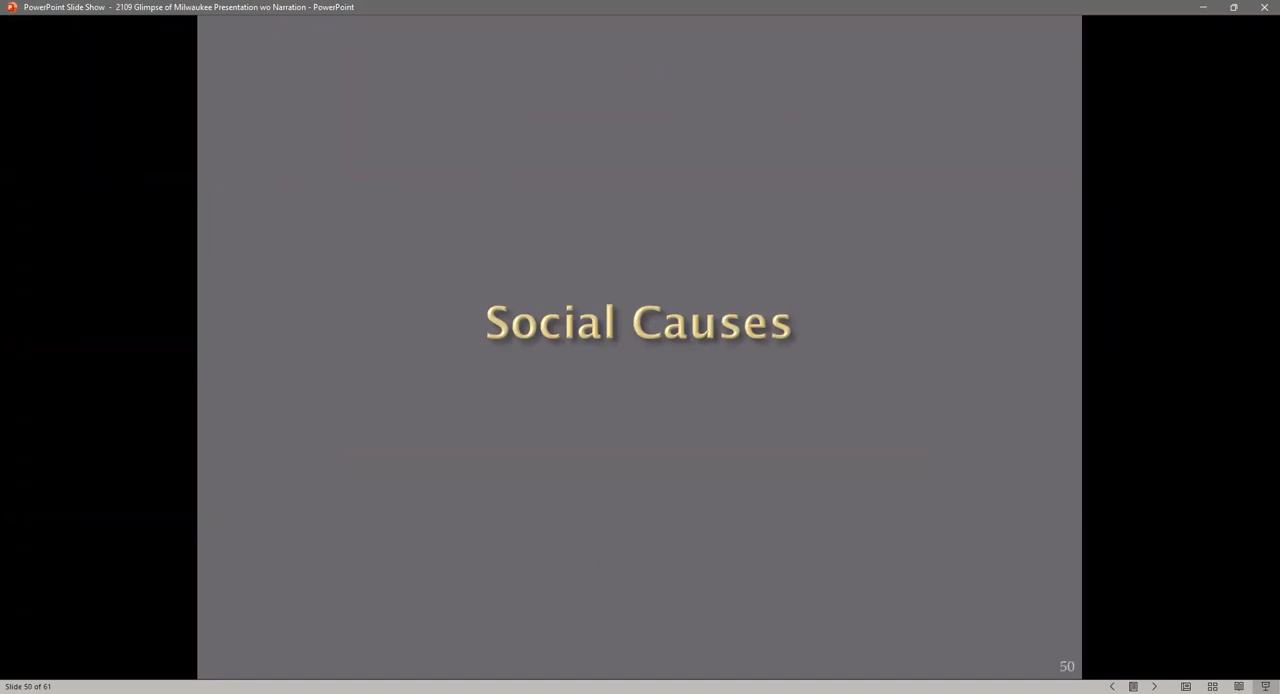 PowerPoint Slide Show - 2109 Glimpse of Milwaukee Presentation wo Narration - PowerPoint
Social Causes
50
Slide 50 of 61